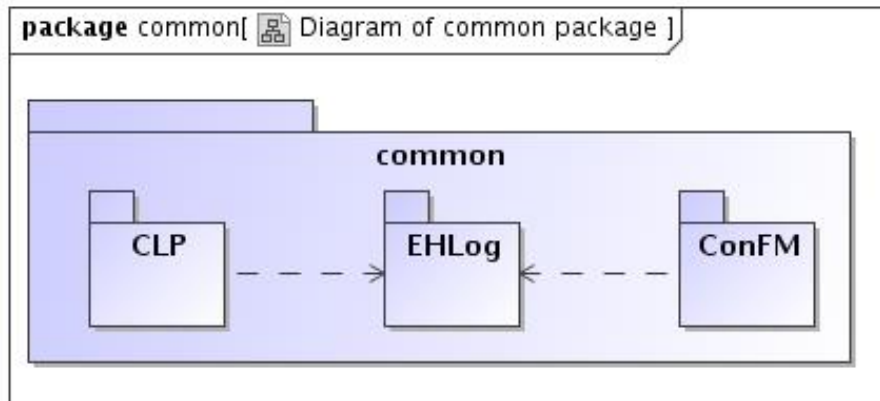 package common[ Diagram of common package ]
common
CLP
EHLog
ConFM